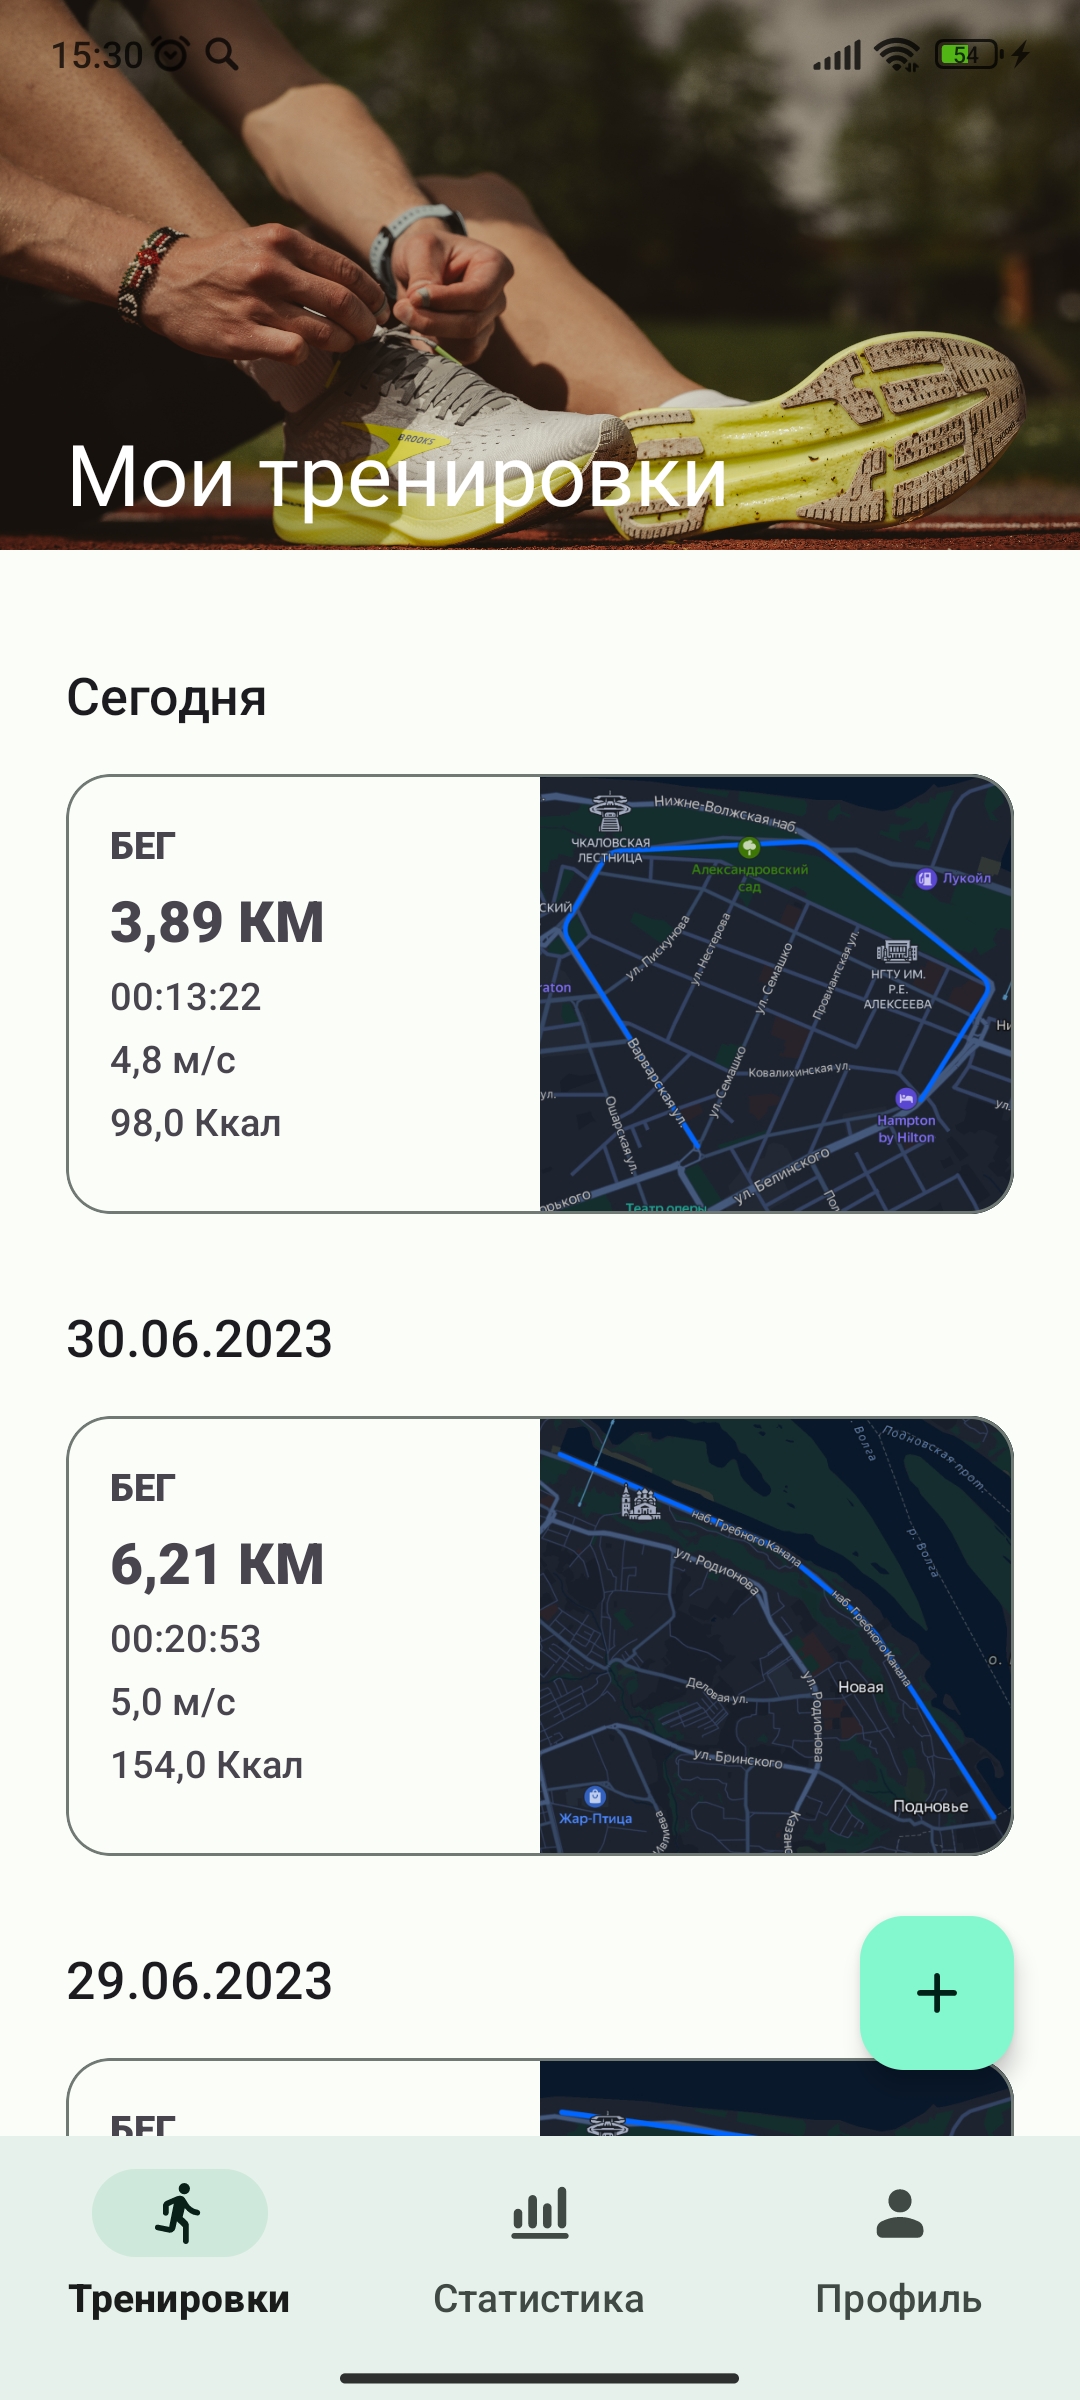 15:30
54
BROOKS
Мои тренировки
Сегодня
БЕГ
3,89 КМ
00:13:22
4,8 м/с
98,0 Ккал
Нижне-Волжская наб.
ЧКАЛОВСКАЯ
ЛЕСТНИЦА
Александровский
сад
Лукойл
ский
ул. Пискунова
ул. Нестерова
ул. Семашко
Провиантская ул.
НГТУ ИМ.
Р.Е.
АЛЕКСЕЕВА
raton
Ни
Варварская ул.
ул. Семашко
Ковалихинская ул.
ул.
Ошарская ул.
ул.
Hampton
by Hilton
ул. Белинского
орького
Театр оперы
Пол
30.06.2023
БЕГ
6,21 КМ
00:20:53
5,0 м/с
154,0 Ккал
Волга
Подновская прот.
р. Волга
наб. Гребного Канала
ул. Родионова
наб. Гребного Канала
о.
Деловая ул.
Новая
ул. Родионова
ул. Бринского
Подновье
Жар-Птица
Казанс
29.06.2023
БЕГ
Тренировки
Статистика
Профиль